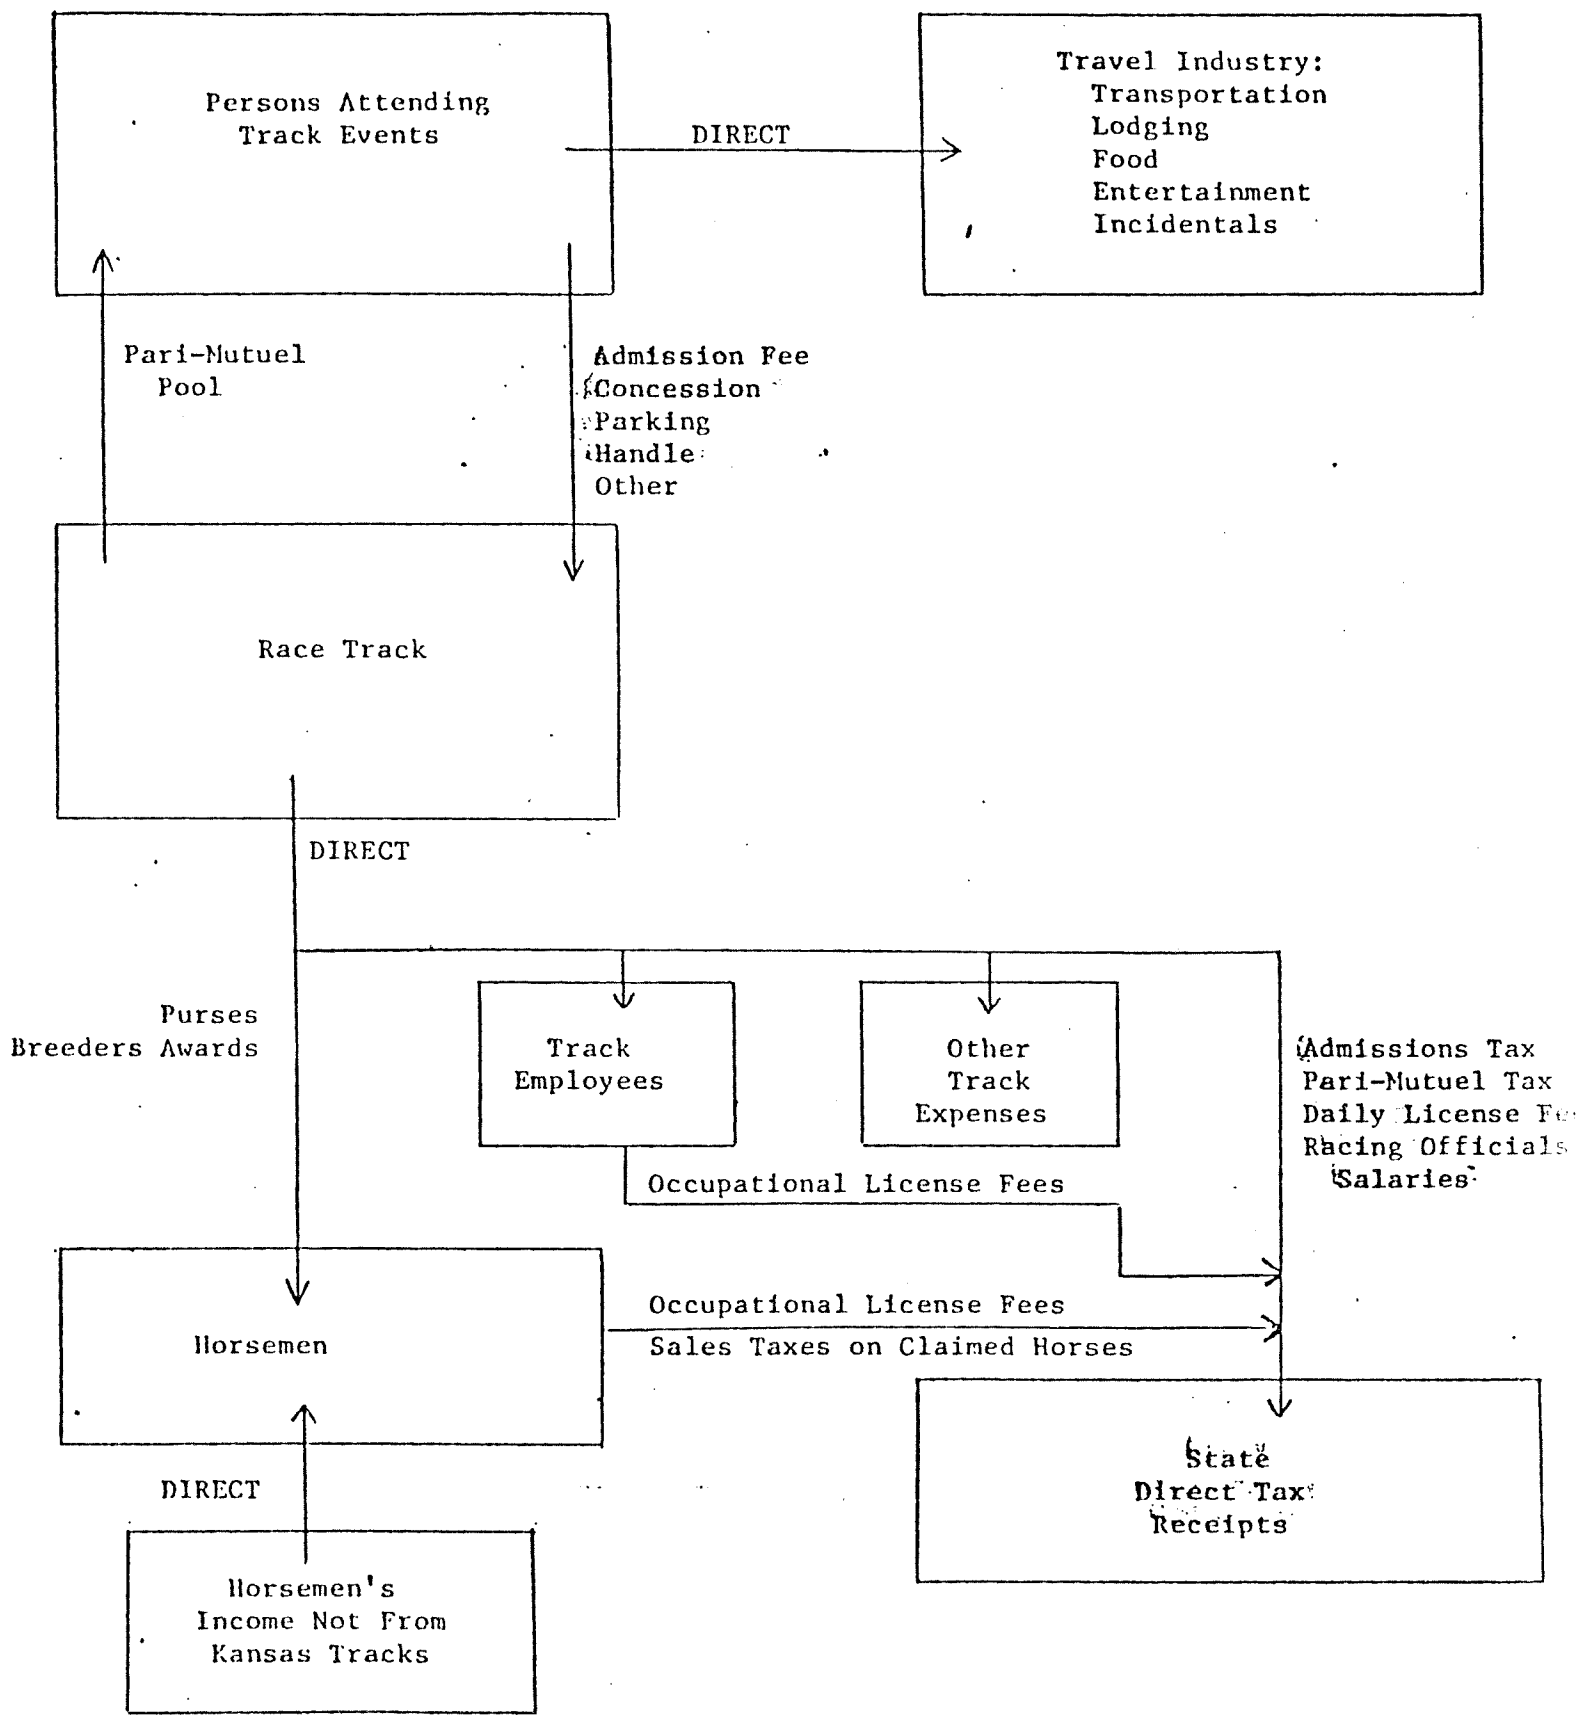 Persons Attending
Track Events
DIRECT
Travel Industry:
Transportation
Lodging
Food
Entertainment
Incidentals
Pari-Mutuel
Pool
Admission Fee
Concession
Parking
Handle
Other
Race Track
DIRECT
Purses
Breeders Awards
Track
Employees
Other
Track
Expenses
Admissions Tax
Pari-Mutuel Tax
Daily License
Racing Officials
Salaries
Occupational License Fees
Occupational License Fees
Sales Taxes on Claimed Horses
Horsemen
DIRECT
Horsemen's
Income Not From
Kansas Tracks
State
Direct Tax
Receipts